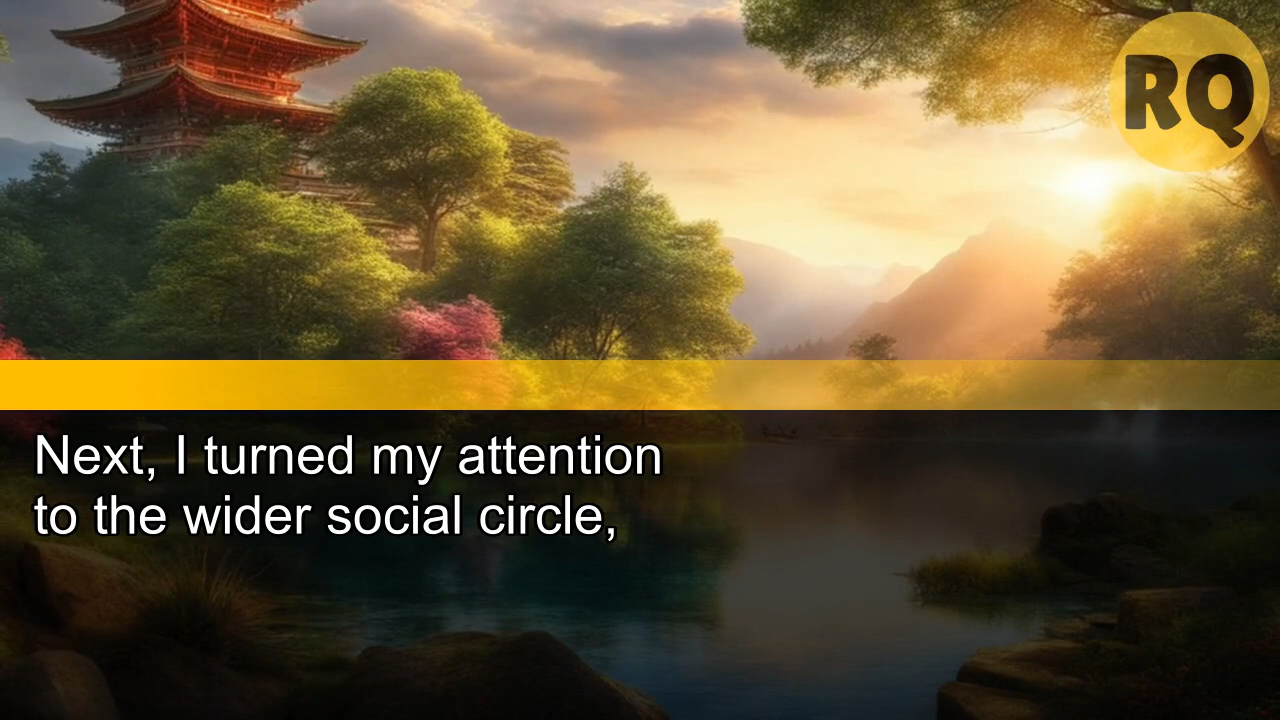 RQ
Next, I turned my attention
to the wider social circle,